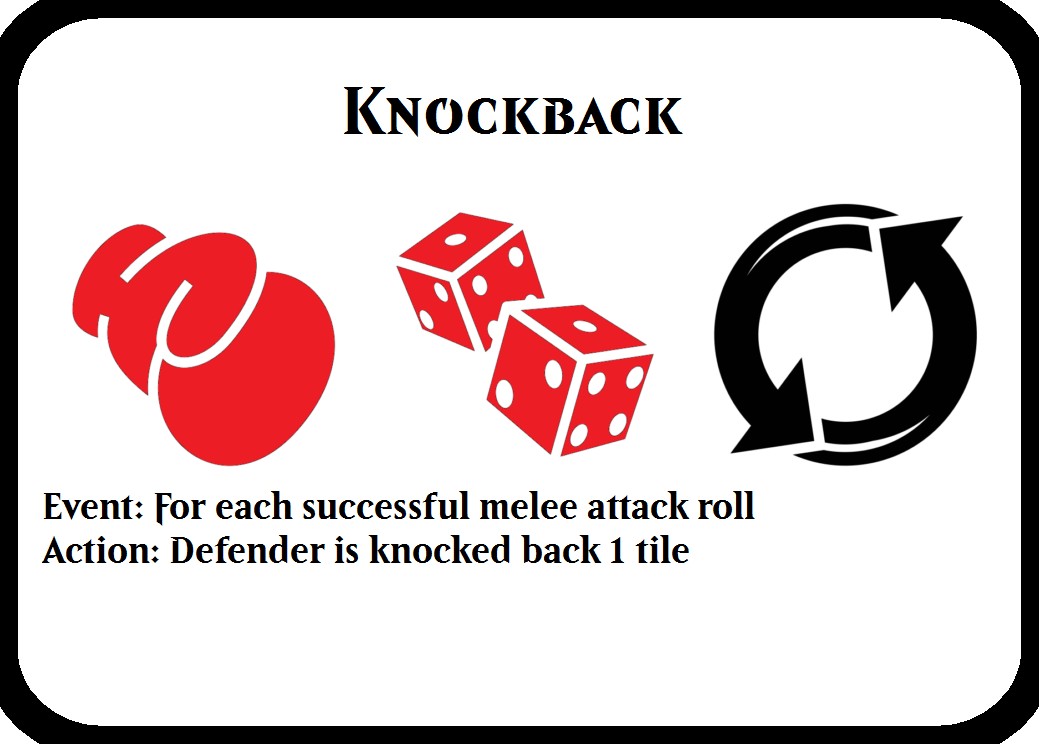 Knockback
Event: For each successful melee attack roll
Action: Defender is knocked back 1 tile